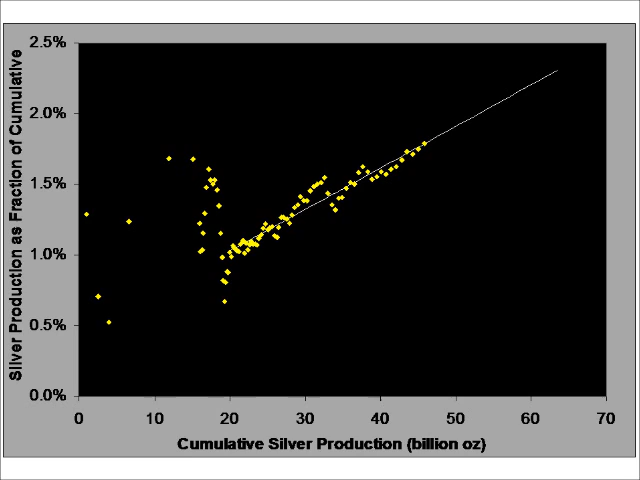 Silver Production as Fraction of Cumulative
2.5%
2.0%
1.5%
1.0%
0.5%
0.0%
0 10 20 30 40 50 60 70
Cumulative Silver Production (billion oz)